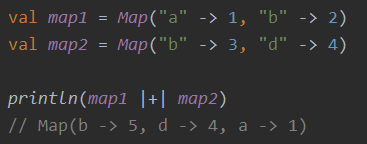 val map1 = Map("a" -> 1, "b" -> 2)
val map2 = Map("b" -> 3, "d" -> 4)
println(map1 |+| map2)
// Map(b -> 5, d -> 4, a -> 1)